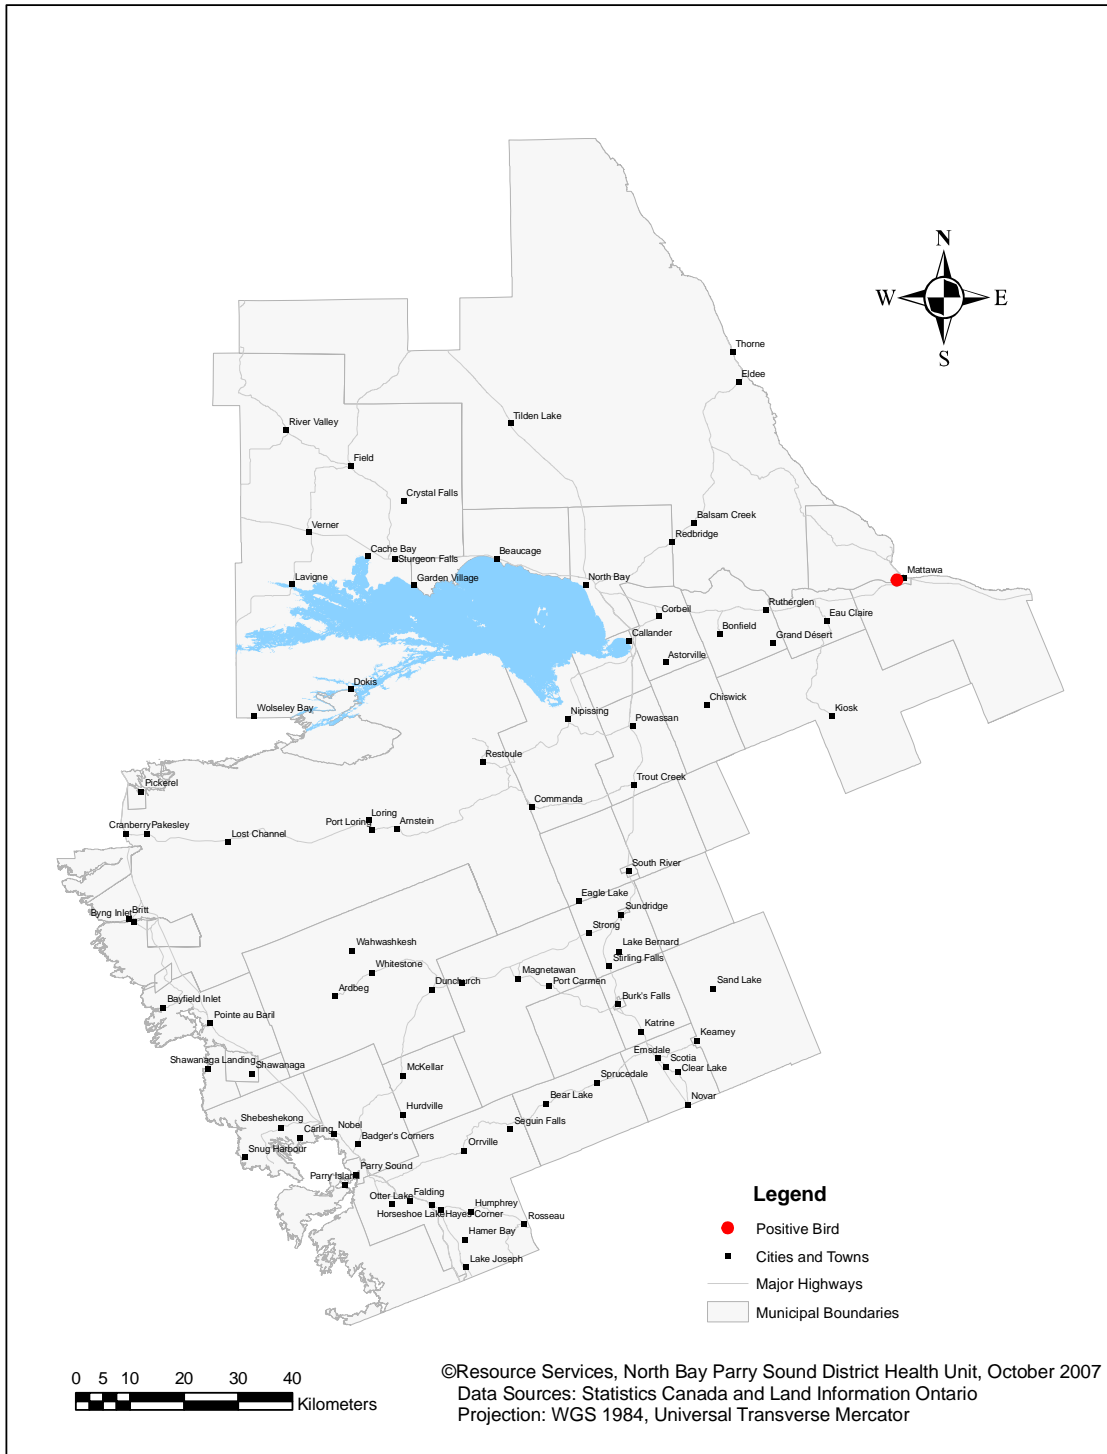 N
W E
S
Thorne
Eldee
Tilden Lake
River Valley
Field
Crystal Falls
Balsam Creek
Verner
Redbridge
Cache Bay
Sturgeon Falls
Beaucage
Mattawa
Lavigne
Garden Village
North Bay
Rutherglen
Corbeil
Eau Claire
Bonfield
Callander
Grand Désert
Astorville
Dokis
Chiswick
Wolseley Bay
Kiosk
Nipissing
Powassan
Restoule
Trout Creek
Pickerel
Commanda
Loring
Port Loring
Arnstein
Cranberry
Pakesley
Lost Channel
South River
Eagle Lake
Sundridge
Byng Inlet
Britt
Strong
Wahwashkesh
Lake Bernard
Stirling Falls
Whitestone
Magnetawan
Dunchurch
Port Carmen
Sand Lake
Ardbeg
Bayfield Inlet
Burk's Falls
Pointe au Baril
Katrine
Kearney
Emsdale
Scotia
Shawanaga Landing
Shawanaga
Clear Lake
McKellar
Sprucedale
Bear Lake
Novar
Hurdville
Seguin Falls
Shebeshekong
Nobel
Carling
Badger's Corners
Orrville
Snug Harbour
Parry Sound
Parry Island
Otter Lake
Falding
Humphrey
Horseshoe Lake
Hayes Corner
Rosseau
Hamer Bay
Lake Joseph
Legend
Positive Bird
Cities and Towns
Major Highways
Municipal Boundaries
0 5 10 20 30 40
Kilometers
©Resource Services, North Bay Parry Sound District Health Unit, October 2007
Data Sources: Statistics Canada and Land Information Ontario
Projection: WGS 1984, Universal Transverse Mercator